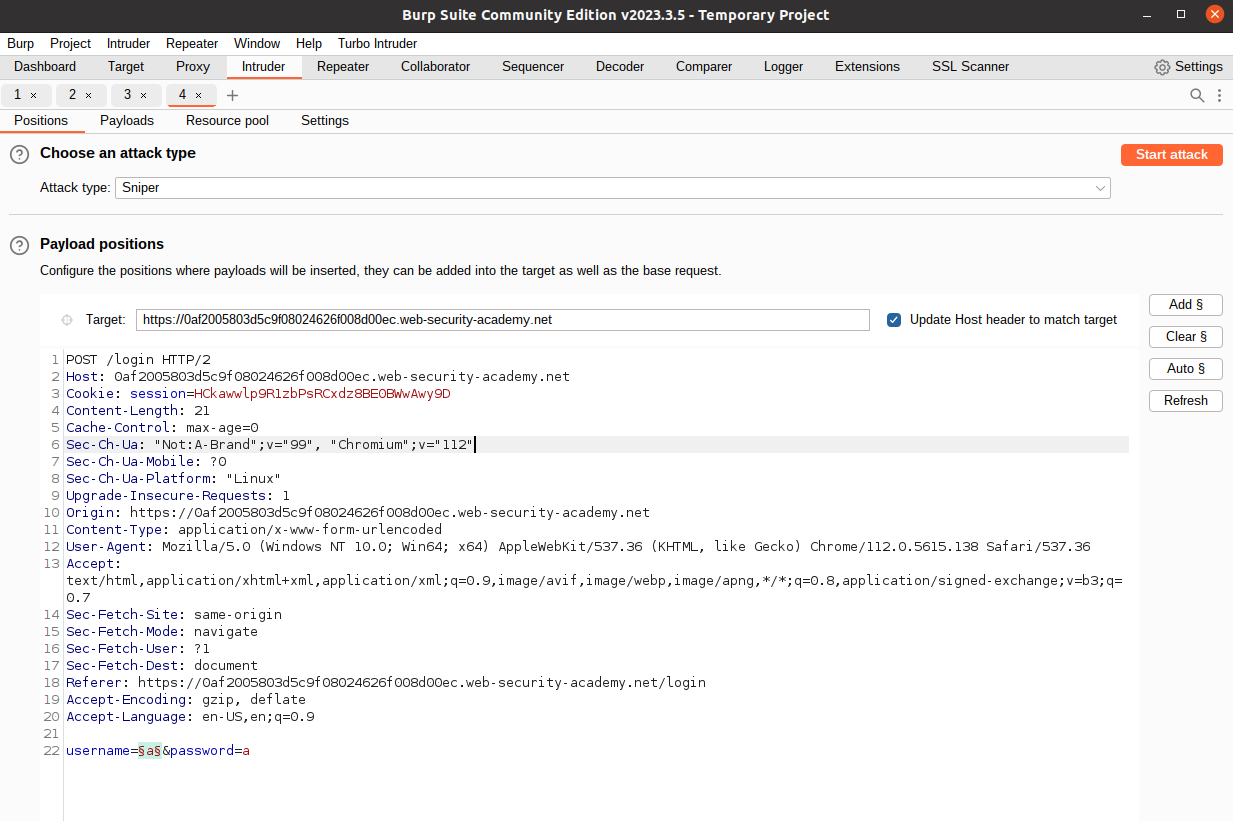 Burp Suite Community Edition v2023.3.5 - Temporary Project
Burp Project Intruder Repeater Window Help Turbo Intruder
Dashboard Target Proxy Intruder Repeater Collaborator Sequencer Decoder Comparer Logger Extensions SSL Scanner Settings
1 × 2 × 3 × 4 × +
Positions Payloads Resource pool Settings
? Choose an attack type Start attack
Attack type: Sniper
? Payload positions
Configure the positions where payloads will be inserted, they can be added into the target as well as the base request.
Add §
Target: https://0af2005803d5c9f08024626f008d00ec.web-security-academy.net Update Host header to match target
Clear §
Auto §
Refresh
1 POST /login HTTP/2
2 Host: 0af2005803d5c9f08024626f008d00ec.web-security-academy.net
3 Cookie: session=HCkawwlp9R1zbPsRCxdz8BE0BWwAwy9D
4 Content-Length: 21
5 Cache-Control: max-age=0
6 Sec-Ch-Ua: "Not:A-Brand";v="99", "Chromium";v="112"
7 Sec-Ch-Ua-Mobile: ?0
8 Sec-Ch-Ua-Platform: "Linux"
9 Upgrade-Insecure-Requests: 1
10 Origin: https://0af2005803d5c9f08024626f008d00ec.web-security-academy.net
11 Content-Type: application/x-www-form-urlencoded
12 User-Agent: Mozilla/5.0 (Windows NT 10.0; Win64; x64) AppleWebKit/537.36 (KHTML, like Gecko) Chrome/112.0.5615.138 Safari/537.36
13 Accept:
text/html,application/xhtml+xml,application/xml;q=0.9,image/avif,image/webp,image/apng,*/*;q=0.8,application/signed-exchange;v=b3;q=
0.7
14 Sec-Fetch-Site: same-origin
15 Sec-Fetch-Mode: navigate
16 Sec-Fetch-User: ?1
17 Sec-Fetch-Dest: document
18 Referer: https://0af2005803d5c9f08024626f008d00ec.web-security-academy.net/login
19 Accept-Encoding: gzip, deflate
20 Accept-Language: en-US,en;q=0.9
21
22 username=§a§&password=a